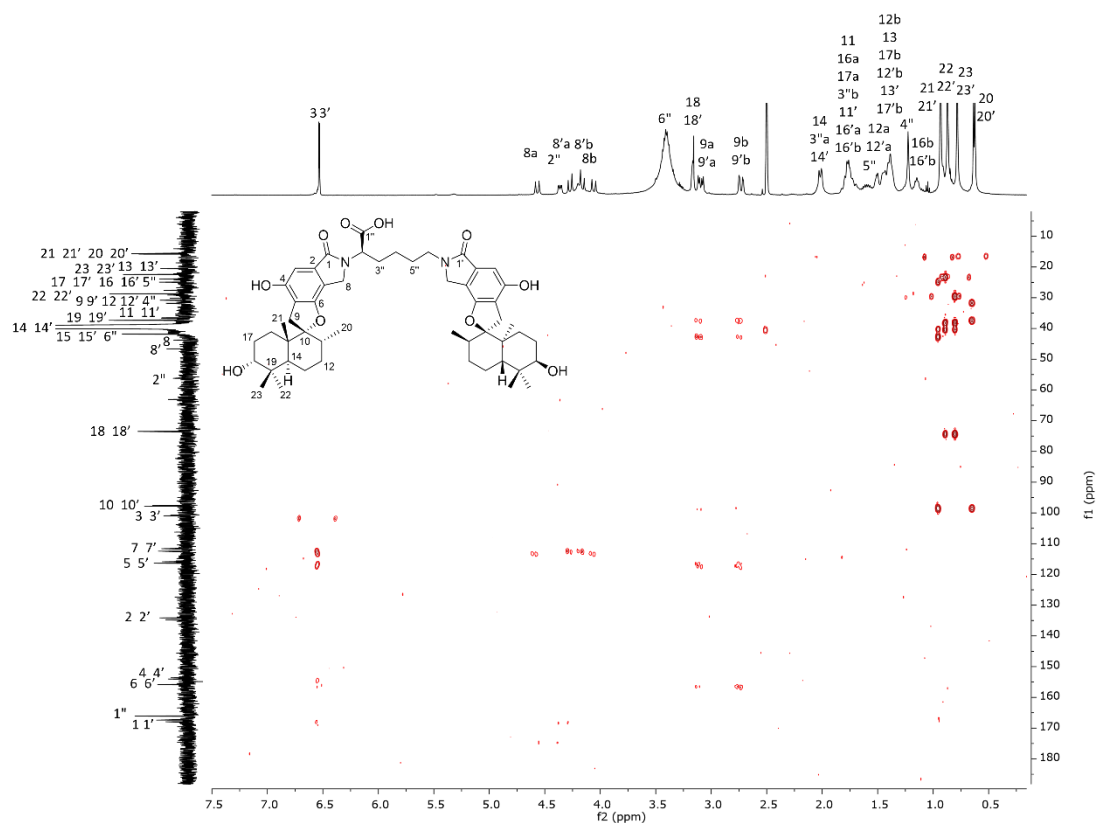 3 3′
8a
8′a
2″
8′b
8b
6″
18
18′
9a
9′a
9b
9′b
14
3″a
14′
11
16a
17a
3″b
11′
16′a
16′b
5″
12a
12′a
12b
13
17b
12′b
13′
17′b
4″
16b
16′b
21
21′
22
22′
23
23′
20
20′
21 21′ 20 20′
23 23′ 13 13′
17 17′ 16 16′ 5″
22 22′
9 9′ 12 12′ 4″
11 11′
19 19′
14 14′
15 15′ 6″
8
8′
2″
18 18′
10 10′
3 3′
7 7′
5 5′
2 2′
4 4′
6 6′
1″
1 1′
O
OH
1″
O
N
3″
5″
N
O
1′
2
1
4
HO
8
6
9
O
21
10
20
17
19
14
12
HO
23
22
OH
O
OH
10
20
30
40
50
60
70
80
90
100
110
120
130
140
150
160
170
180
f1 (ppm)
7.5 7.0 6.5 6.0 5.5 5.0 4.5 4.0 3.5 3.0 2.5 2.0 1.5 1.0 0.5
f2 (ppm)